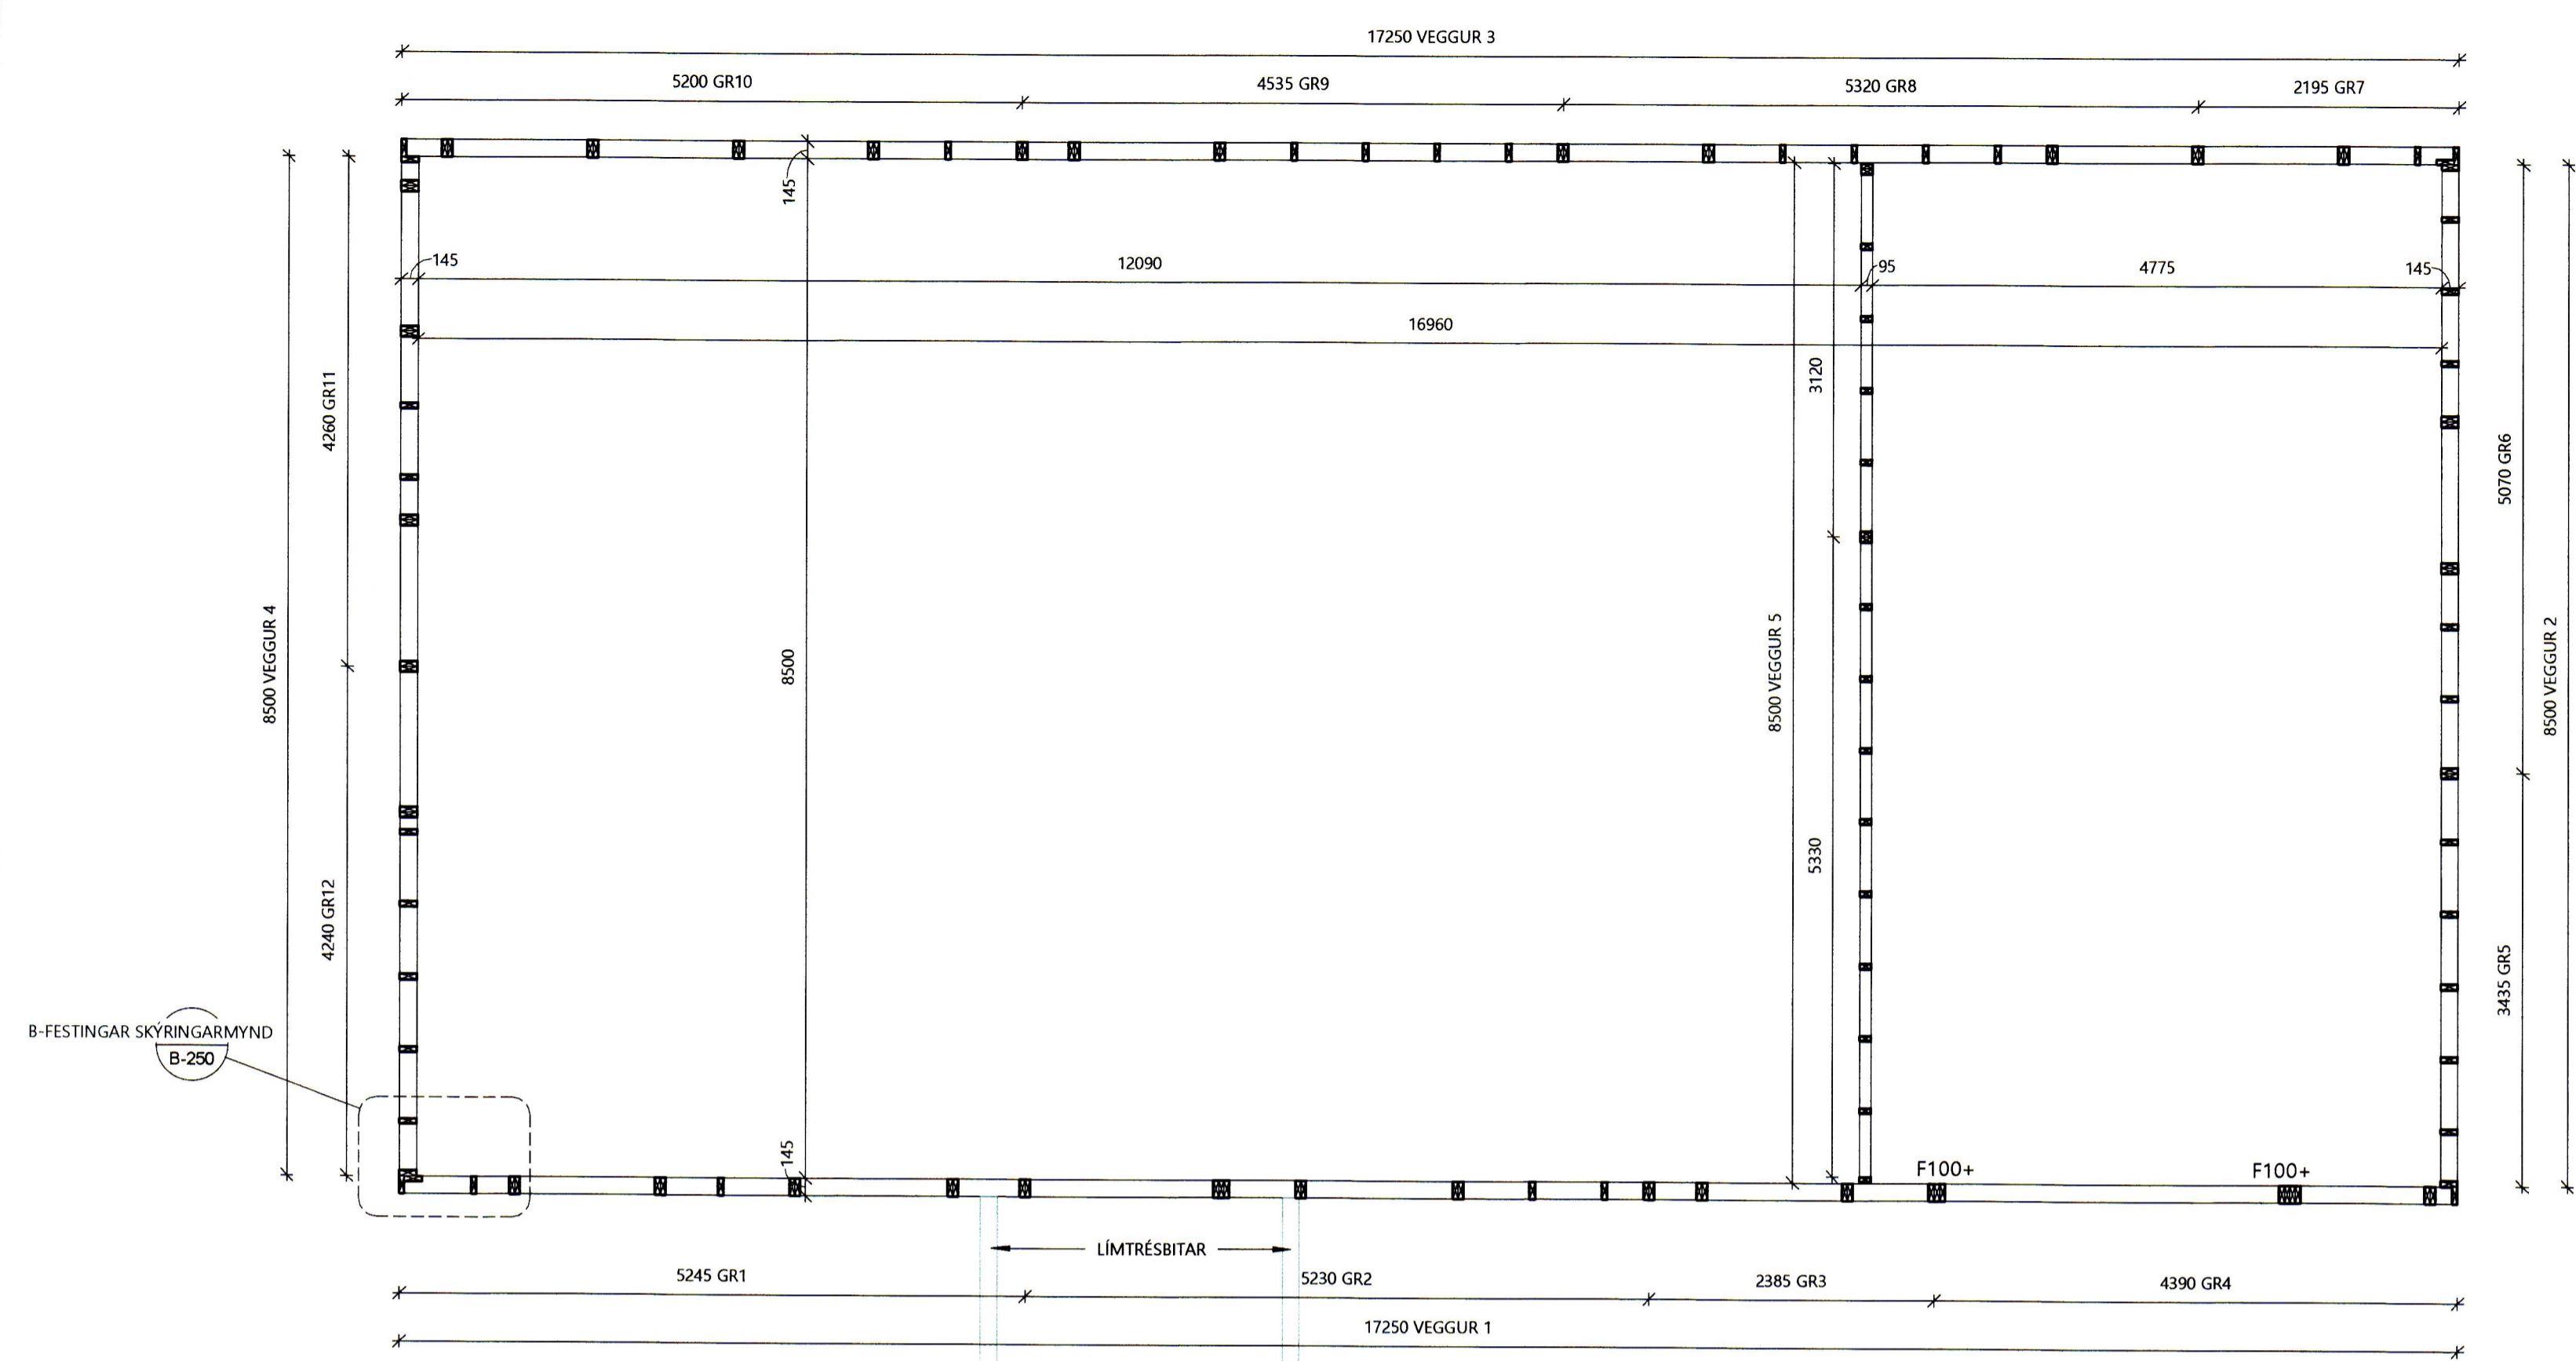 17250 VEGGUR 3
5200 GR10
4535 GR9
5320 GR8
2195 GR7
145
145
12090
95
4775
145
16960
4260 GR11
3120
5070 GR6
8500 VEGGUR 4
8500
8500 VEGGUR 5
8500 VEGGUR 2
5330
4240 GR12
3435 GR5
B-FESTINGAR SKÝRINGARMYND
B-250
145
F100+
F100+
LÍMTRÉSBITAR
5245 GR1
5230 GR2
2385 GR3
4390 GR4
17250 VEGGUR 1